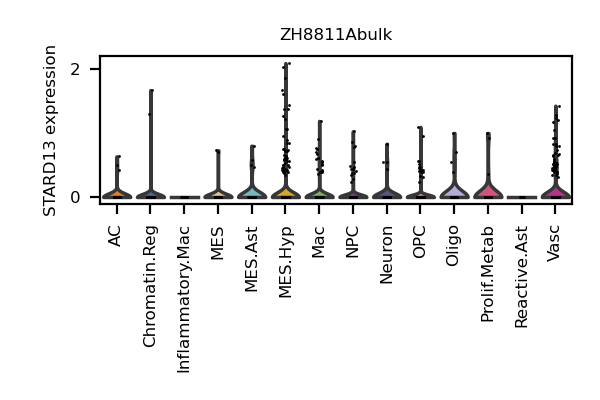 ZH8811Abulk
STARD13 expression
2
0
AC
Chromatin.Reg
Inflammatory.Mac
MES
MES.Ast
MES.Hyp
Mac
NPC
Neuron
OPC
Oligo
Prolif.Metab
Reactive.Ast
Vasc